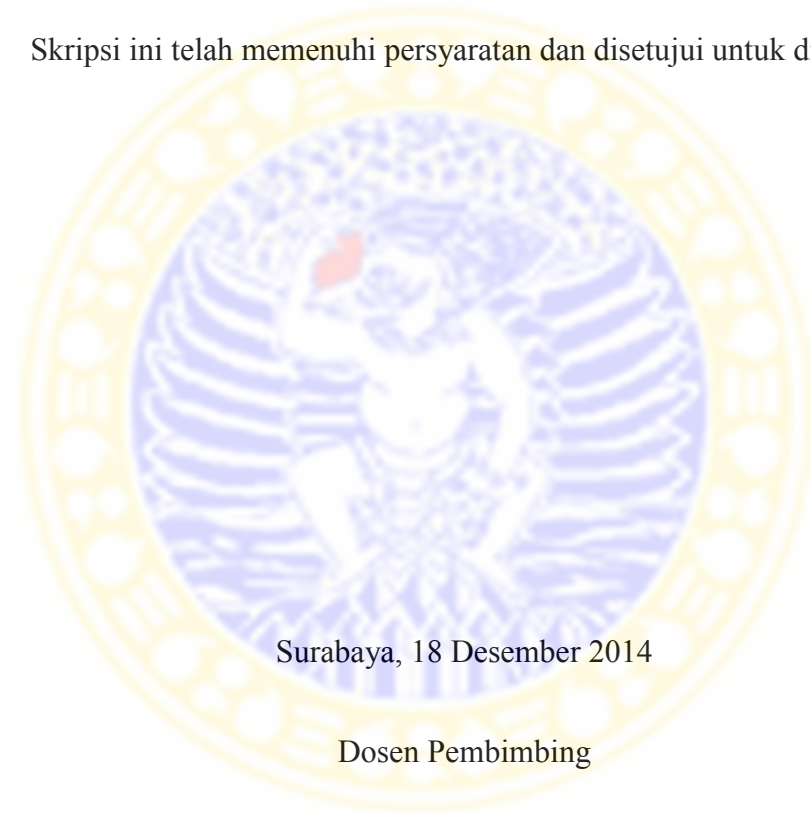 Skripsi ini telah memenuhi persyaratan dan disetujui untuk
Surabaya, 18 Desember 2014
Dosen Pembimbing